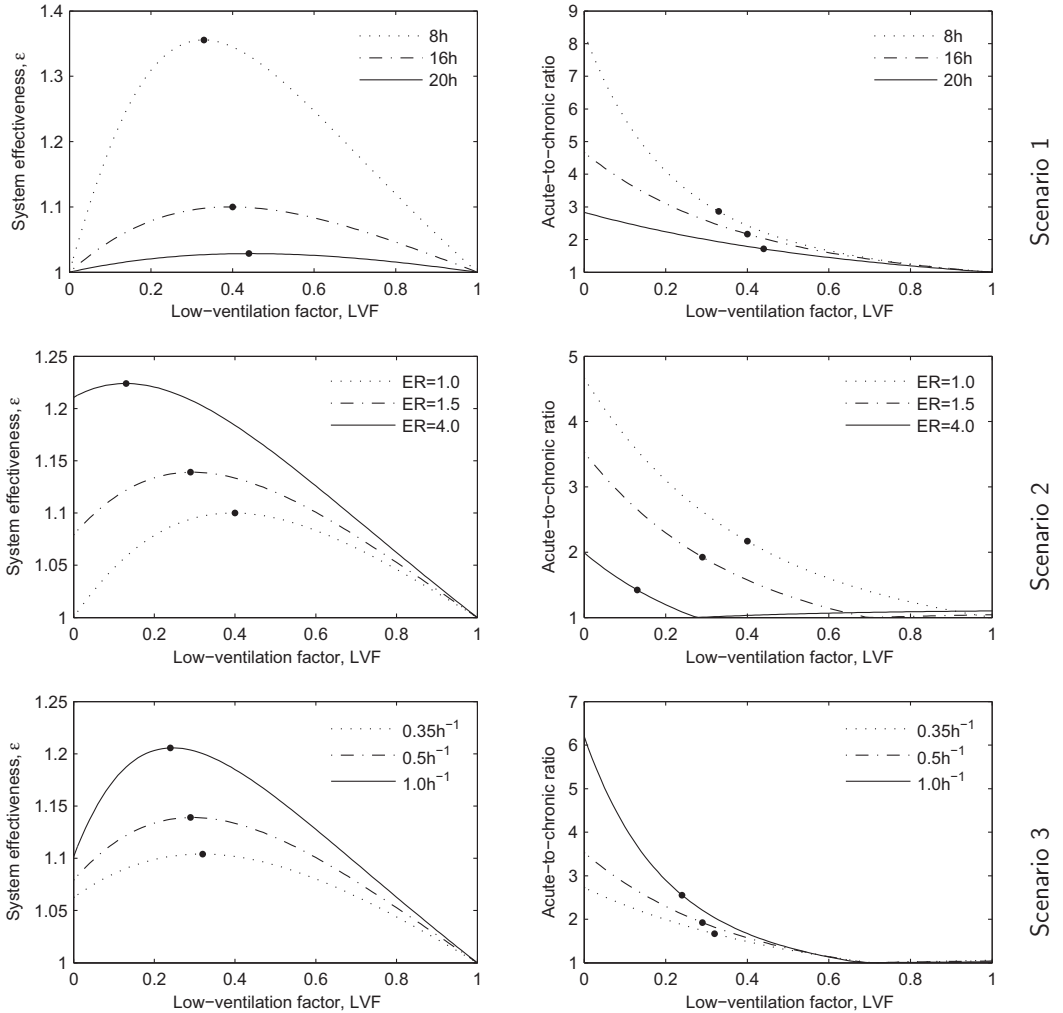 System effectiveness, ε
1.4
1.3
1.2
1.1
1
0
0.2
0.4
0.6
0.8
1
Low−ventilation factor, LVF
8h
16h
20h
Acute−to−chronic ratio
9
8
7
6
5
4
3
2
1
0
0.2
0.4
0.6
0.8
1
Low−ventilation factor, LVF
8h
16h
20h
Scenario 1
System effectiveness, ε
1.25
1.2
1.15
1.1
1.05
1
0
0.2
0.4
0.6
0.8
1
Low−ventilation factor, LVF
ER=1.0
ER=1.5
ER=4.0
Acute−to−chronic ratio
5
4
3
2
1
0
0.2
0.4
0.6
0.8
1
Low−ventilation factor, LVF
ER=1.0
ER=1.5
ER=4.0
Scenario 2
System effectiveness, ε
1.25
1.2
1.15
1.1
1.05
1
0
0.2
0.4
0.6
0.8
1
Low−ventilation factor, LVF
0.35h⁻¹
0.5h⁻¹
1.0h⁻¹
Acute−to−chronic ratio
7
6
5
4
3
2
1
0
0.2
0.4
0.6
0.8
1
Low−ventilation factor, LVF
0.35h⁻¹
0.5h⁻¹
1.0h⁻¹
Scenario 3